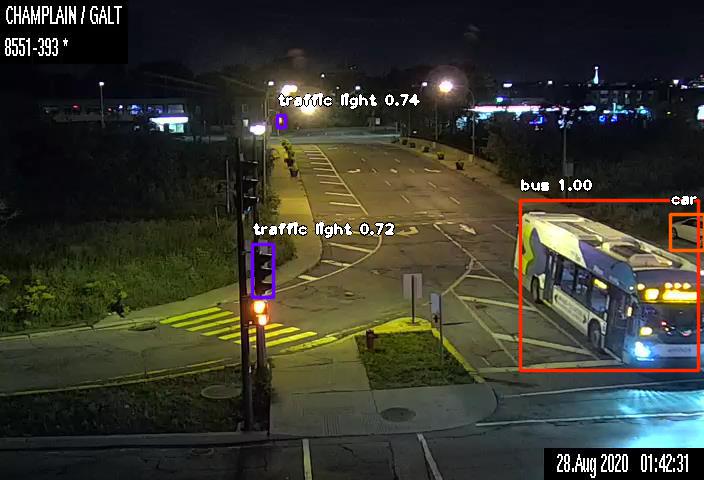 CHAMPLAIN / GALT
8551-393 *
traffic light 0.74
bus 1.00
car
traffic light 0.72
28.Aug 2020 01:42:31